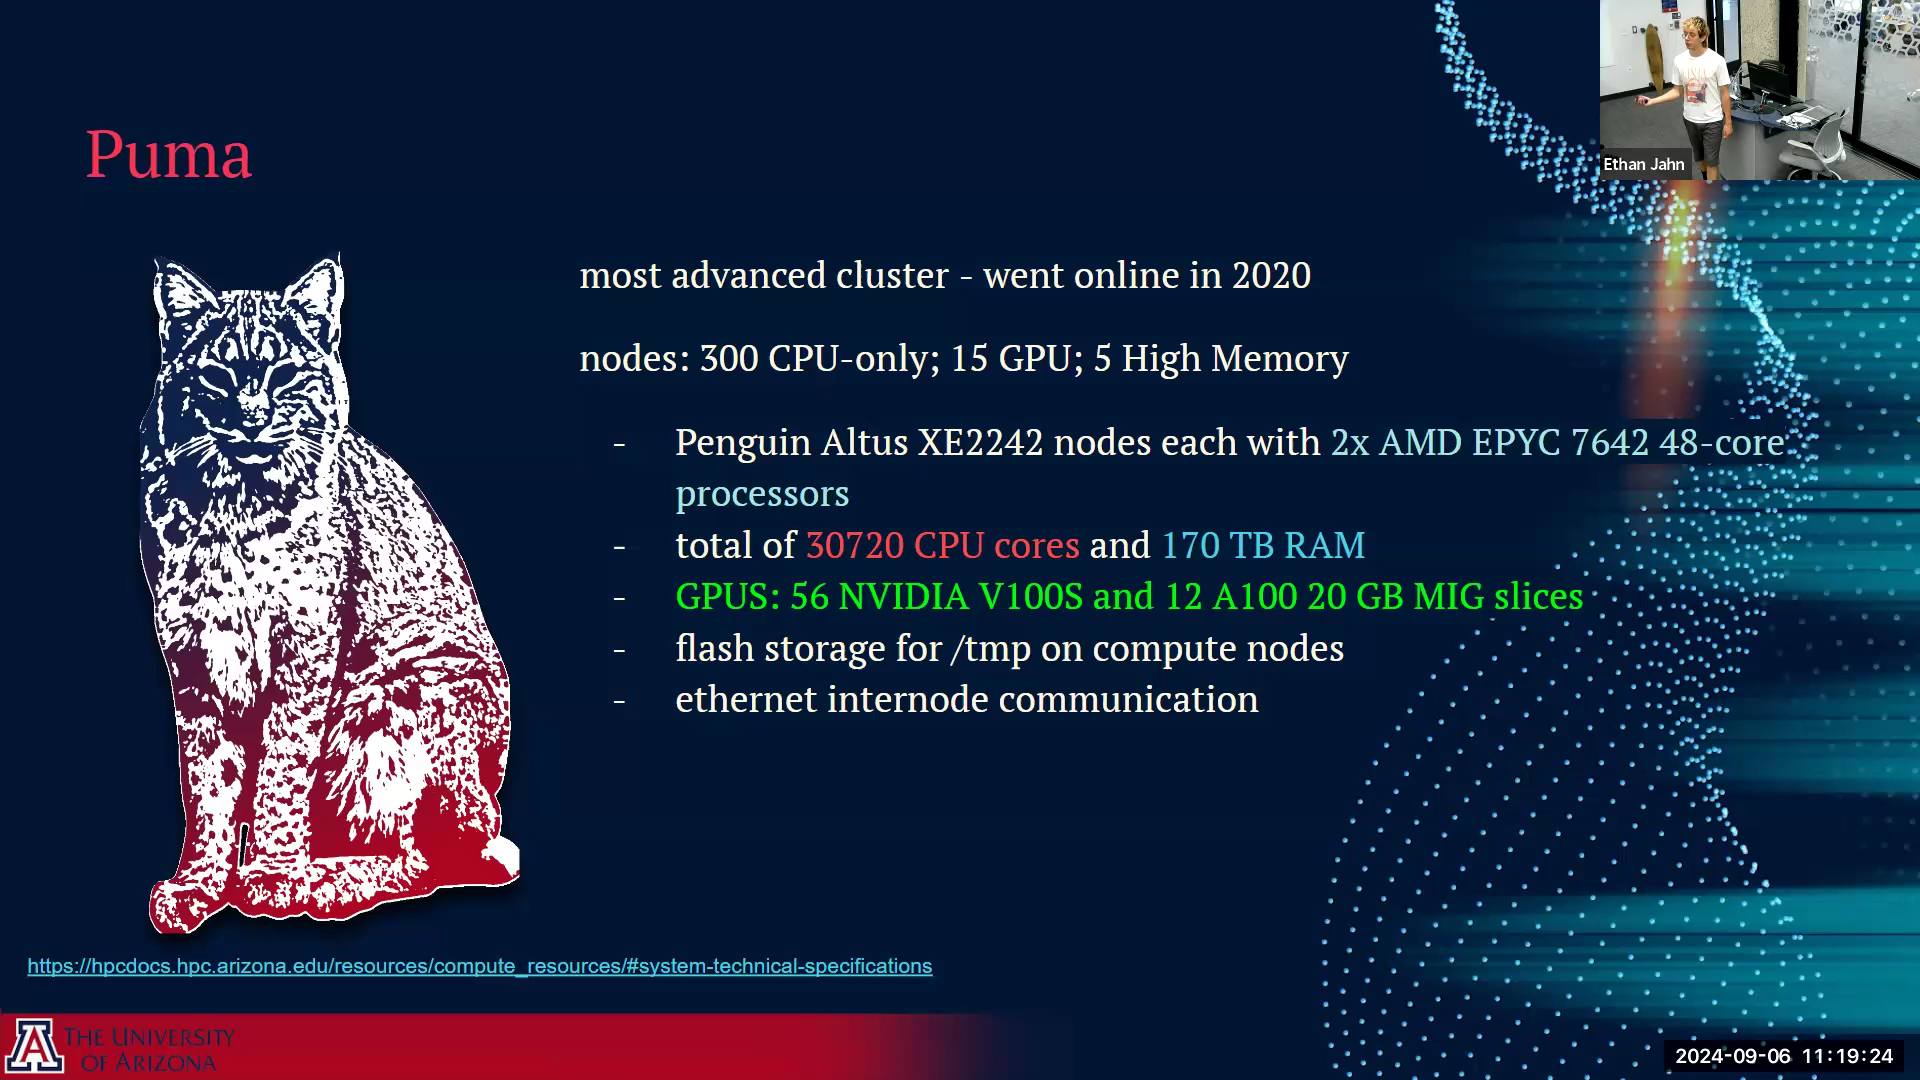 Ethan Jahn
Puma
most advanced cluster - went online in 2020
nodes: 300 CPU-only; 15 GPU; 5 High Memory
- Penguin Altus XE2242 nodes each with 2x AMD EPYC 7642 48-core
processors
- total of 30720 CPU cores and 170 TB RAM
- GPUS: 56 NVIDIA V100S and 12 A100 20 GB MIG slices
- flash storage for /tmp on compute nodes
- ethernet internode communication
https://hpcdocs.hpc.arizona.edu/resources/compute_resources/#system-technical-specifications
A
THE UNIVERSITY
OF ARIZONA
2024-09-06 11:19:24